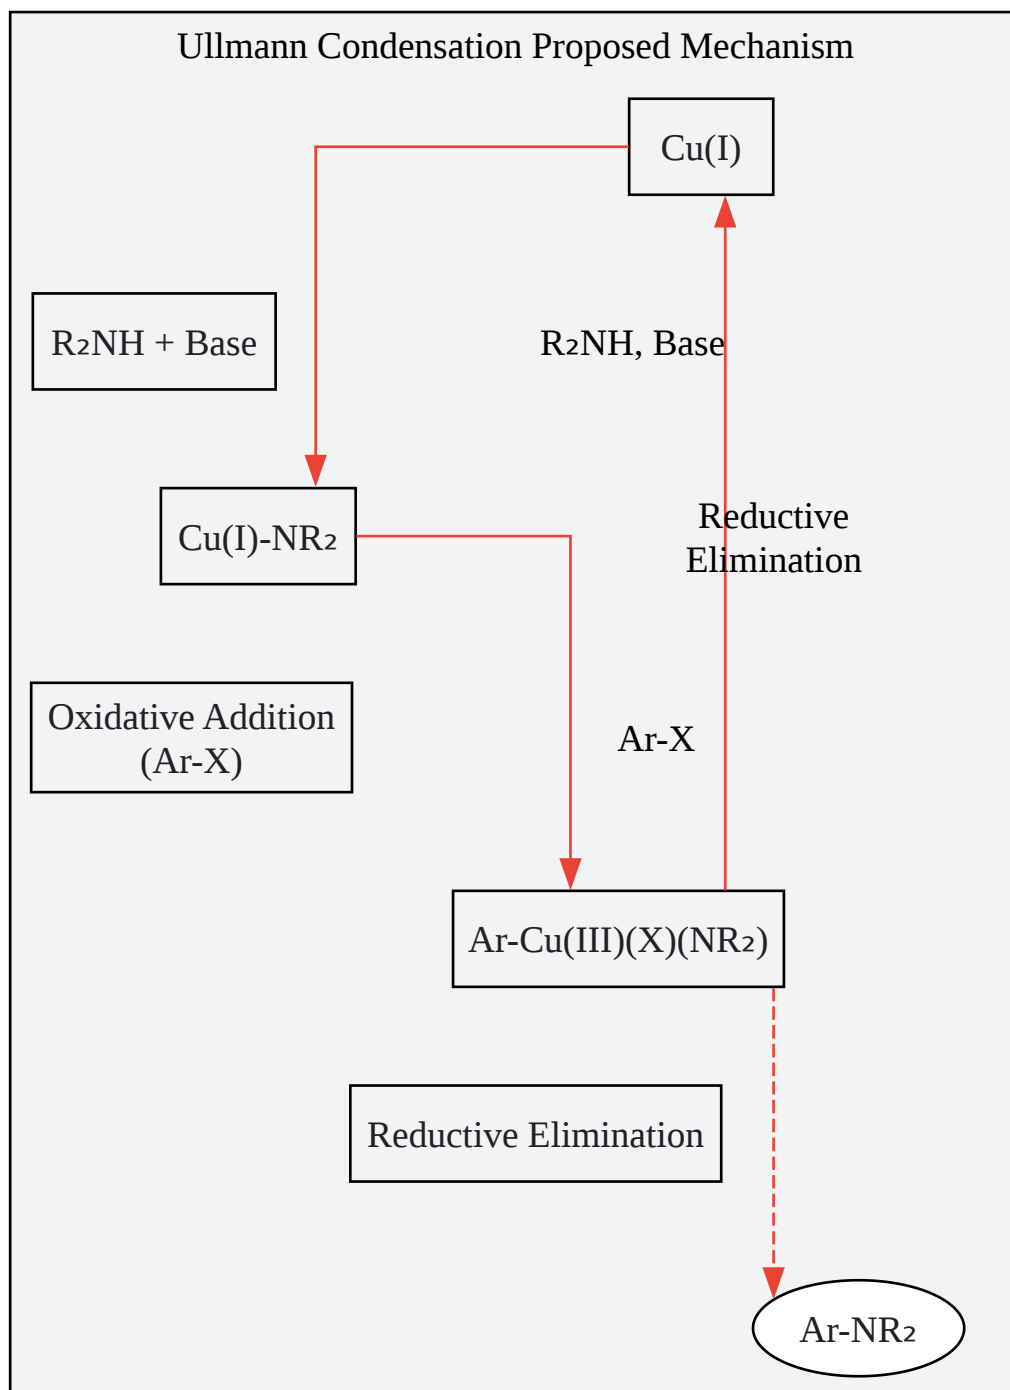 Ullmann Condensation Proposed Mechanism
Cu(I)
R₂NH + Base
R₂NH, Base
Cu(I)-NR₂
Reductive
Elimination
Oxidative Addition
(Ar-X)
Ar-X
Ar-Cu(III)(X)(NR₂)
Reductive Elimination
Ar-NR₂